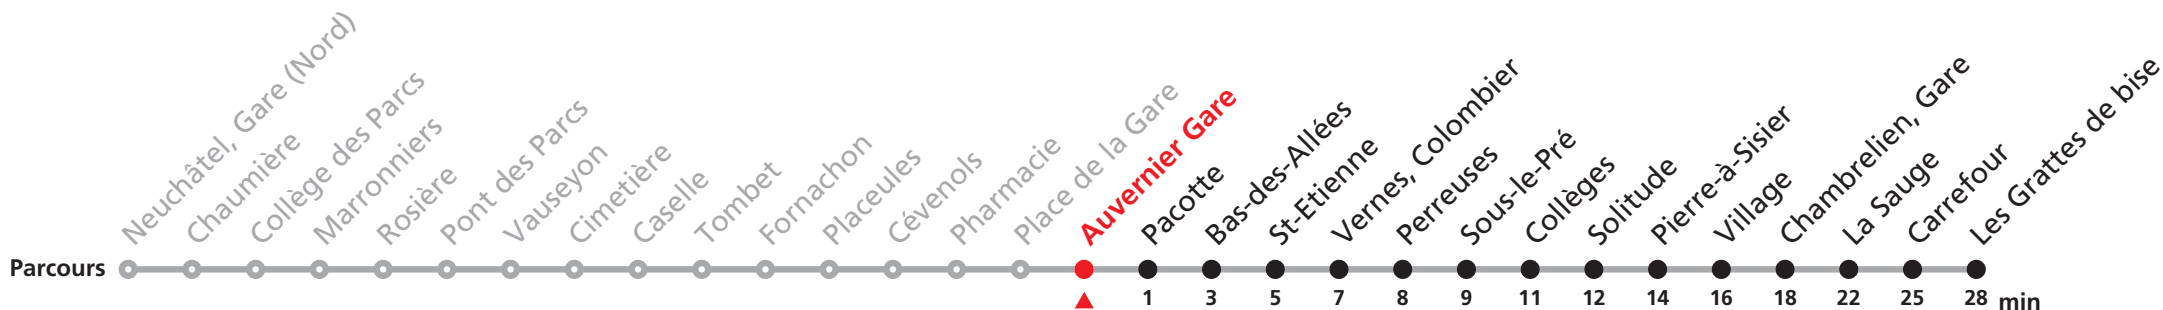 Neuchâtel, Gare (Nord)
Chaumière
Collège des Parcs
Marronniers
Rosière
Pont des Parcs
Vauseyon
Cimetière
Caselle
Tombet
Fornachon
Placeules
Cévenols
Pharmacie
Place de la Gare
Auvernier Gare
Pacotte
Bas-des-Allées
St-Etienne
Vernes, Colombier
Perreuses
Sous-le-Pré
Collèges
Solitude
Pierre-à-Sisier
Village
Chambrelien, Gare
La Sauge
Carrefour
Les Grattes de bise
Parcours
1 3 5 7 8 9 11 12 14 16 18 22 25 28 min